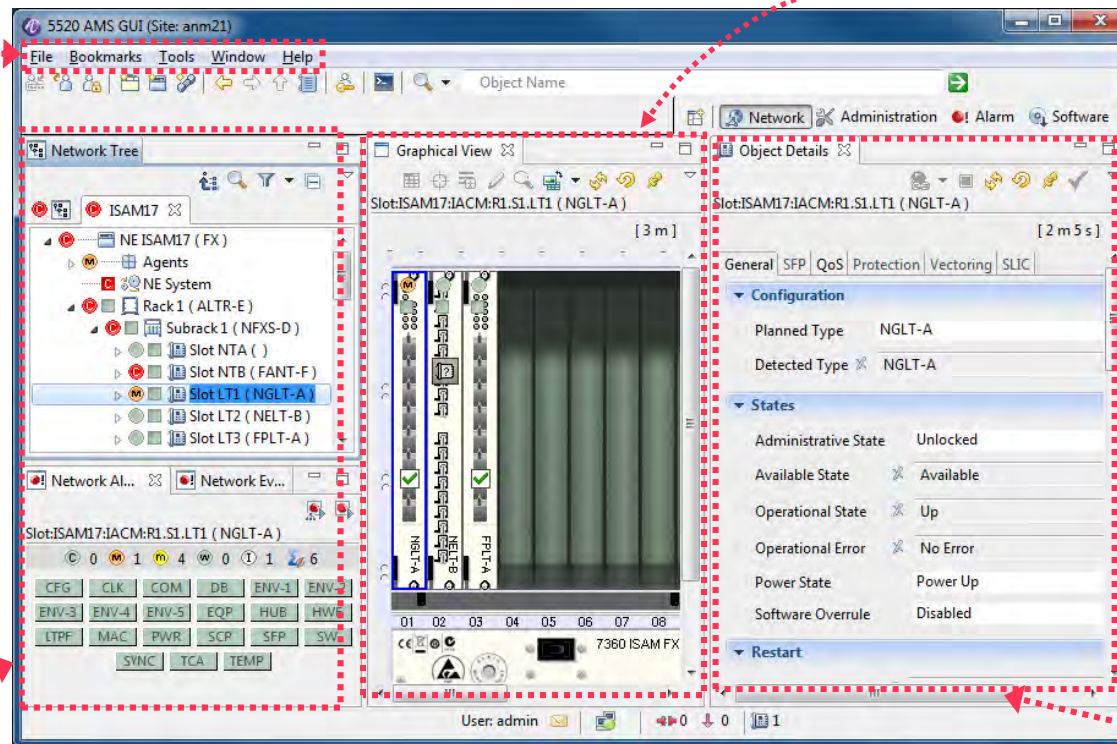 5520 AMS GUI (Site: anm21)
File Bookmarks Tools Window Help
Object Name
Network Administration Alarm Software
Network Tree
ISAM17
NE ISAM17 ( FX )
Agents
NE System
Rack 1 ( ALTR-E )
Subrack 1 ( NFXS-D )
Slot NTA ( )
Slot NTB ( FANT-F )
Slot LT1 ( NGLT-A )
Slot LT2 ( NELT-B )
Slot LT3 ( FPLT-A )
Network Al... Network Ev...
Slot:ISAM17:IACM:R1.S1.LT1 ( NGLT-A )
C 0 M 1 m 4 w 0 I 1 6
CFG CLK COM DB ENV-1 ENV-2
ENV-3 ENV-4 ENV-5 EQP HUB HWE
LTPF MAC PWR SCP SFP SW
SYNC TCA TEMP
Graphical View
Slot:ISAM17:IACM:R1.S1.LT1 ( NGLT-A )
[ 3 m ]
M
?
NGLT-A NELT-B FPLT-A
01 02 03 04 05 06 07 08
CE 7360 ISAM FX
Object Details
Slot:ISAM17:IACM:R1.S1.LT1 ( NGLT-A )
[ 2 m 5 s ]
General SFP QoS Protection Vectoring SLIC
Configuration
Planned Type NGLT-A
Detected Type NGLT-A
States
Administrative State Unlocked
Available State Available
Operational State Up
Operational Error No Error
Power State Power Up
Software Overrule Disabled
Restart
User: admin 0 0 1